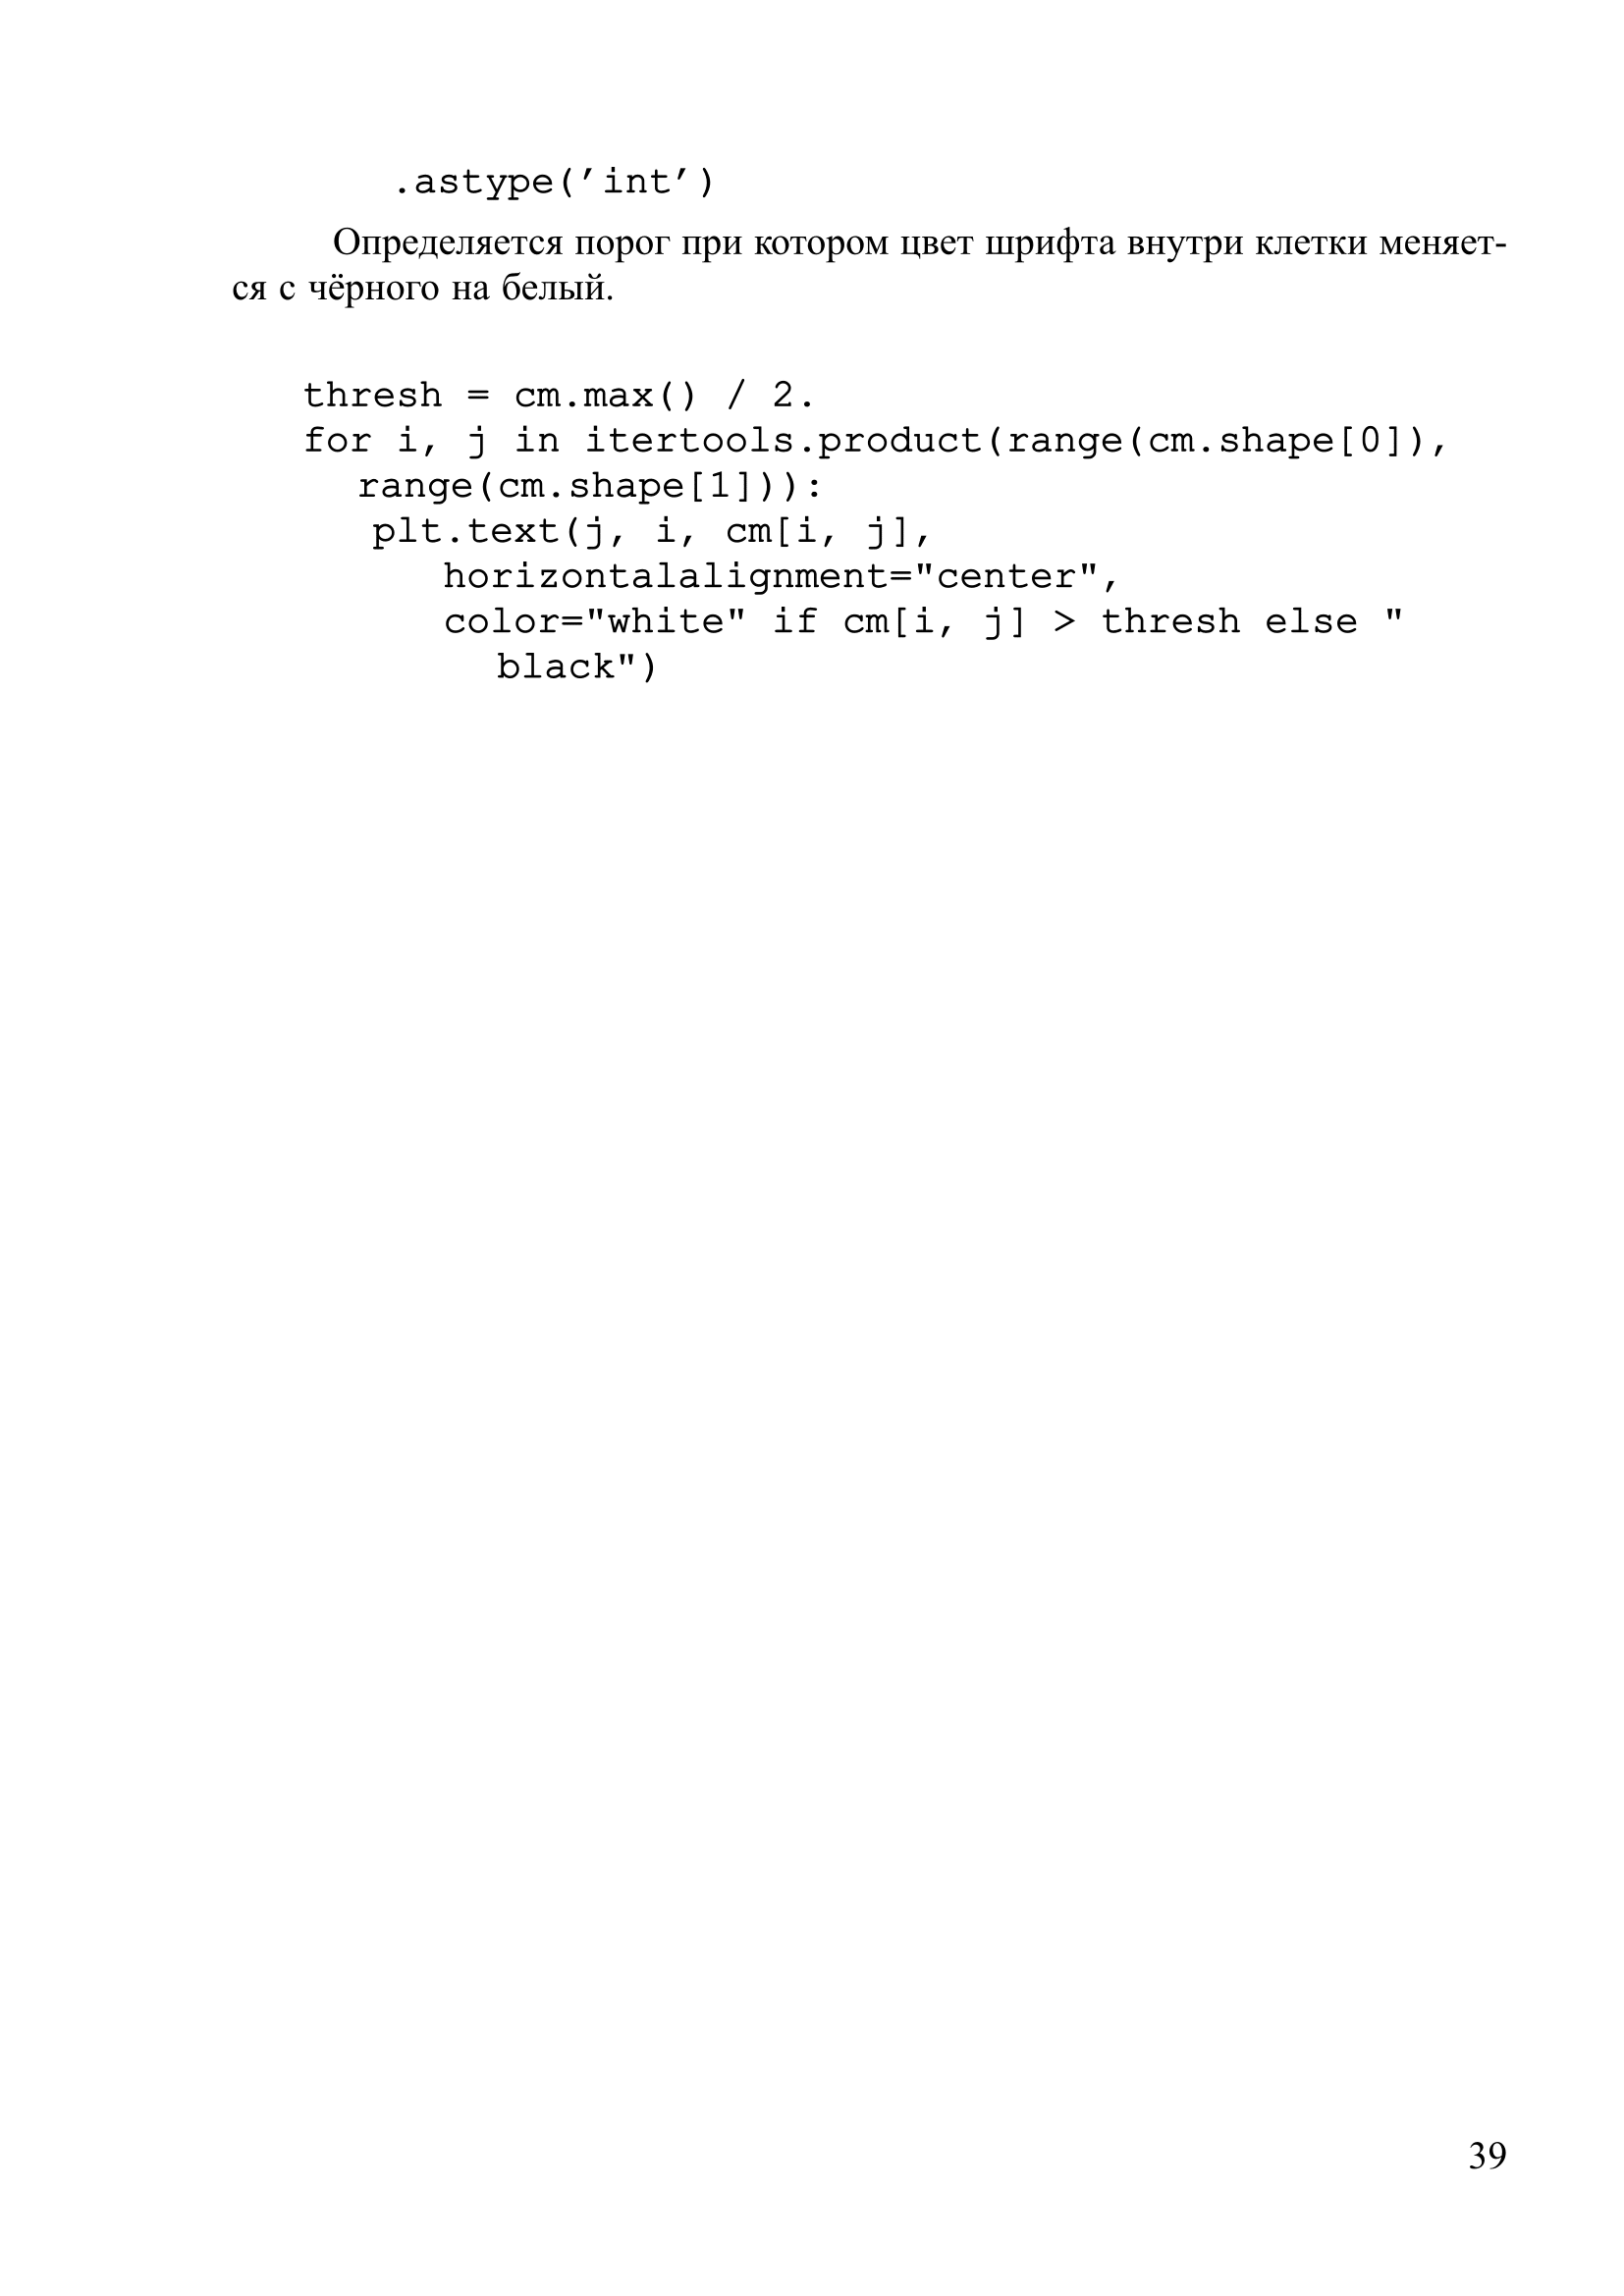 .astype('int')
Определяется порог при котором цвет шрифта внутри клетки меняет-
ся с чёрного на белый.
thresh = cm.max() / 2.
for i, j in itertools.product(range(cm.shape[0]),
range(cm.shape[1])):
plt.text(j, i, cm[i, j],
horizontalalignment="center",
color="white" if cm[i, j] > thresh else "
black")
39